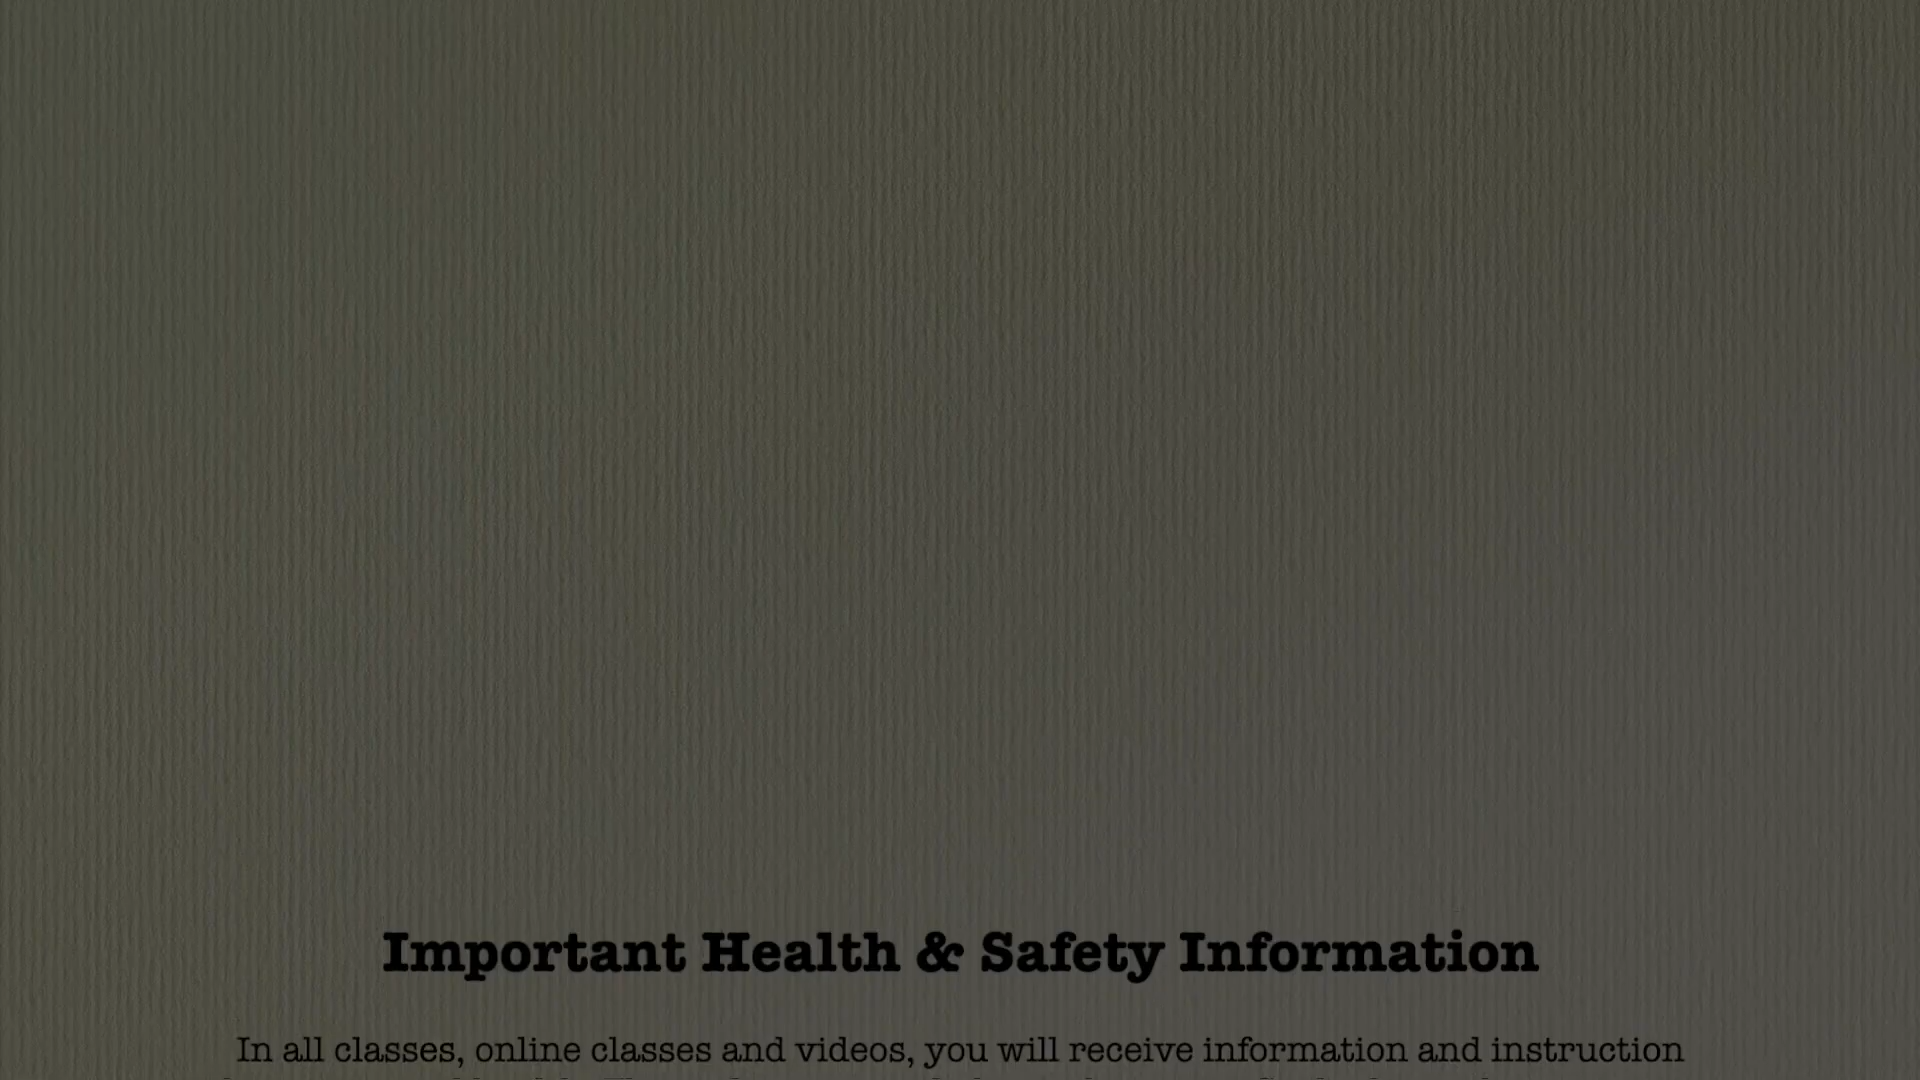 Important Health & Safety Information
In all classes, online classes and videos, you will receive information and instruction